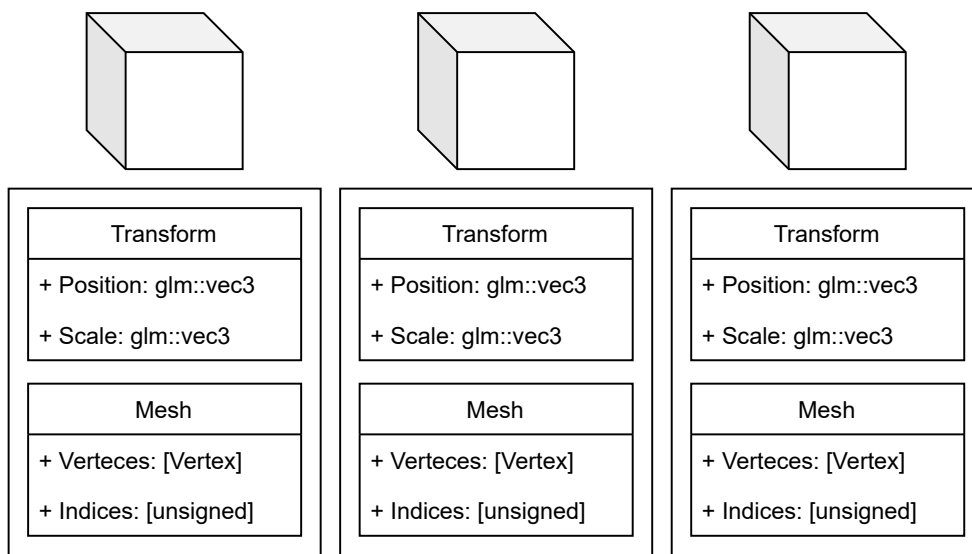 Transform
+ Position: glm::vec3
+ Scale: glm::vec3
Mesh
+ Verteces: [Vertex]
+ Indices: [unsigned]
Transform
+ Position: glm::vec3
+ Scale: glm::vec3
Mesh
+ Verteces: [Vertex]
+ Indices: [unsigned]
Transform
+ Position: glm::vec3
+ Scale: glm::vec3
Mesh
+ Verteces: [Vertex]
+ Indices: [unsigned]